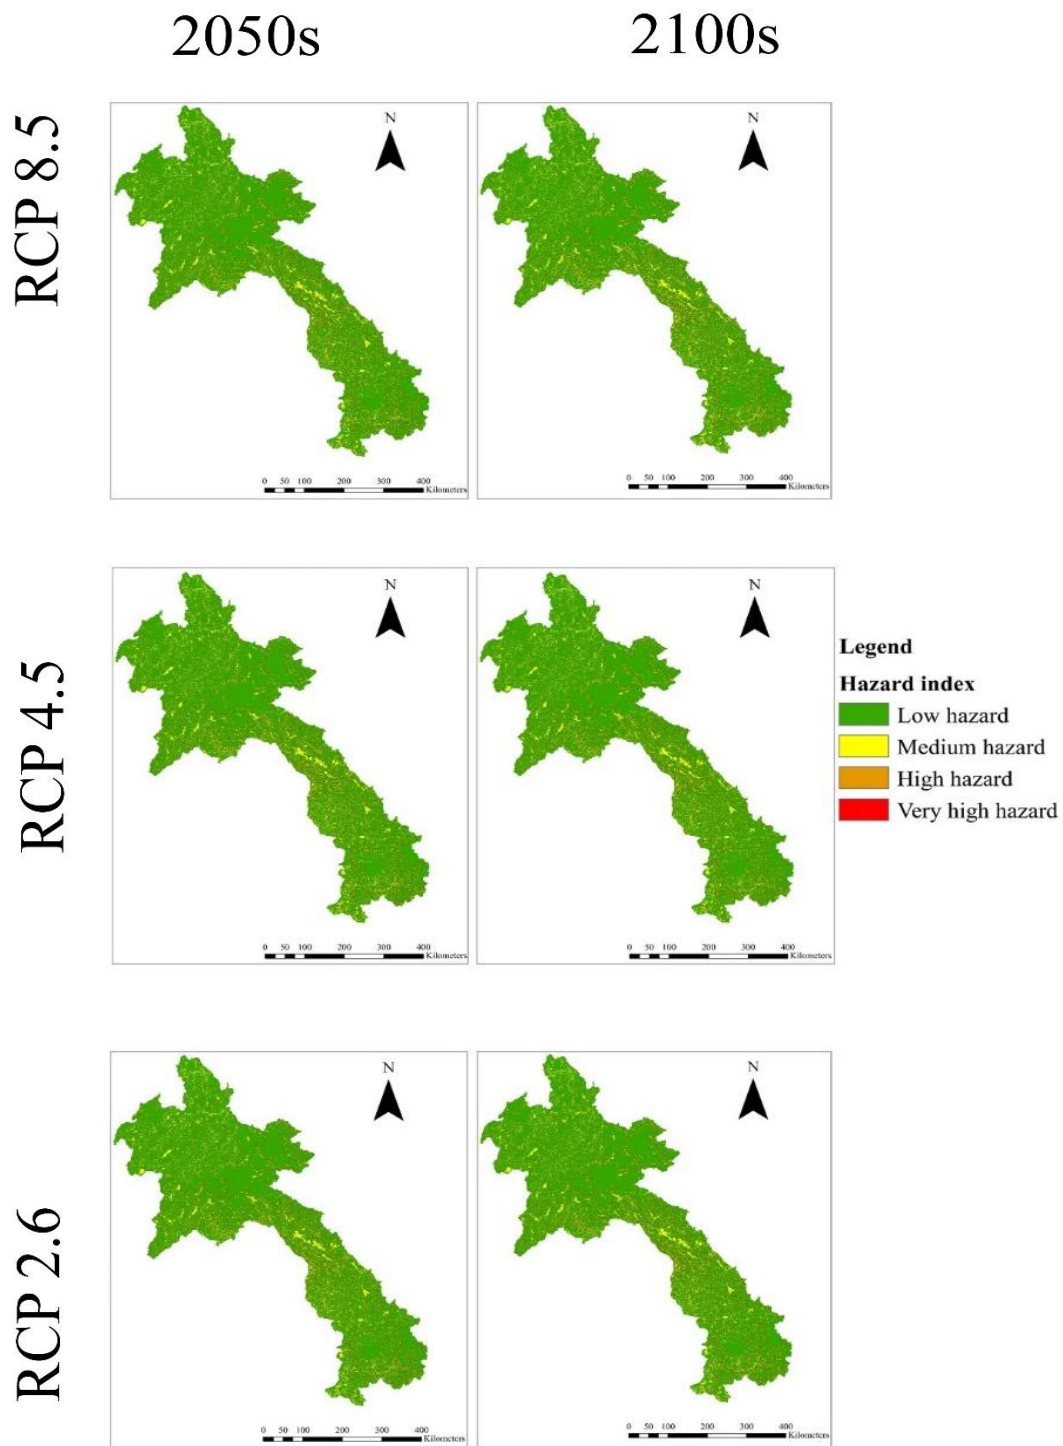 2050s 2100s
RCP 8.5
N
0 50 100 200 300 400
Kilometers
N
0 50 100 200 300 400
Kilometers
RCP 4.5
N
0 50 100 200 300 400
Kilometers
N
0 50 100 200 300 400
Kilometers
Legend
Hazard index
Low hazard
Medium hazard
High hazard
Very high hazard
RCP 2.6
N
0 50 100 200 300 400
Kilometers
N
0 50 100 200 300 400
Kilometers